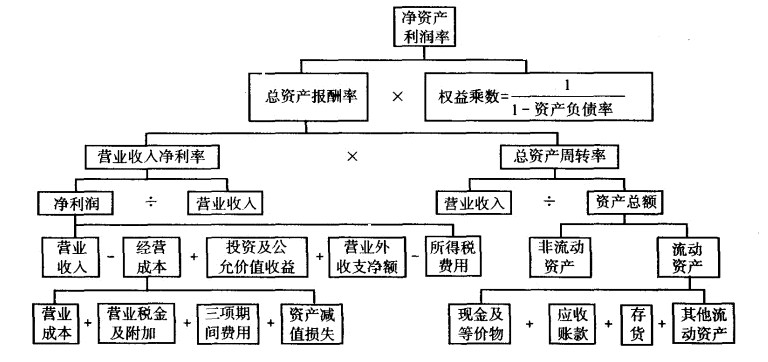 净资产
利润率
总资产报酬率 × 权益乘数=1/(1-资产负债率)
营业收入净利率 × 总资产周转率
净利润 ÷ 营业收入 营业收入 ÷ 资产总额
营业 经营 投资及公 营业外 所得税 非流动 流动
收入 - 成本 + 允价值收益 + 收支净额 - 费用 资产 资产
营业 营业税金 三项期 资产减 现金及 应收 存 其他流
成本 + 及附加 + 间费用 + 值损失 等价物 + 账款 + 货 + 动资产